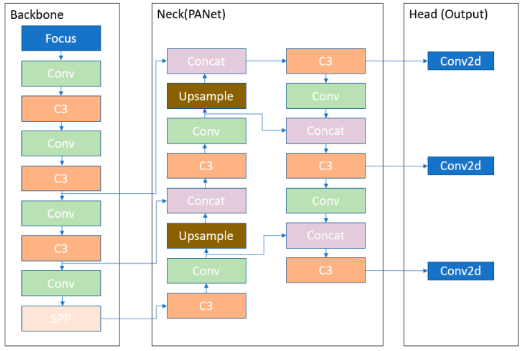 Backbone
Focus
Conv
C3
Conv
C3
Conv
C3
Conv
SPP
Neck(PANet)
Concat
Upsample
Conv
C3
Concat
Upsample
Conv
C3
C3
Conv
Concat
C3
Conv
Concat
C3
Head (Output)
Conv2d
Conv2d
Conv2d